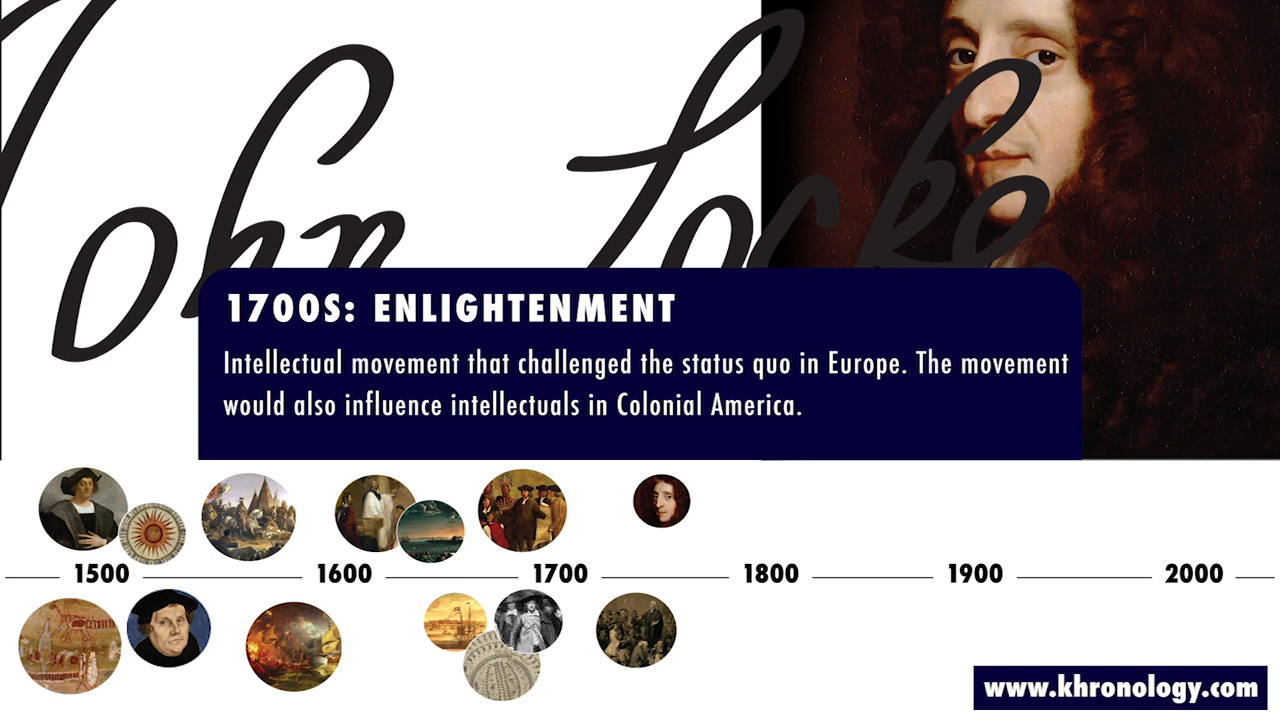 John Locke
1700S: ENLIGHTENMENT
Intellectual movement that challenged the status quo in Europe. The movement
would also influence intellectuals in Colonial America.
1500 1600 1700 1800 1900 2000
www.khronology.com